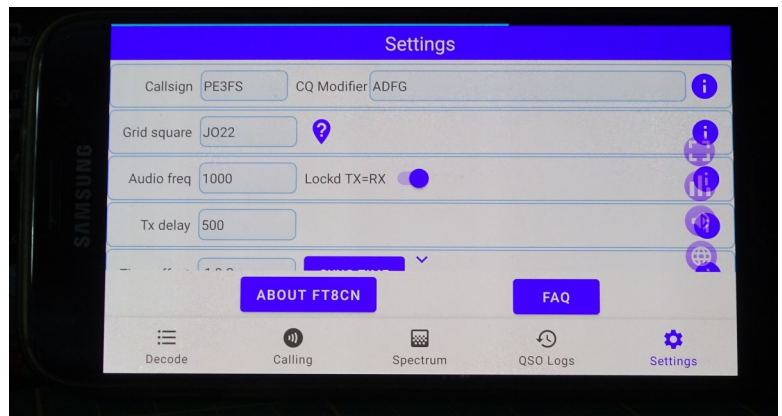 Settings
Callsign PE3FS CQ Modifier ADFG
Grid square JO22
Audio freq 1000 Lockd TX=RX
Tx delay 500
ABOUT FT8CN FAQ
Decode Calling Spectrum QSO Logs Settings
SAMSUNG